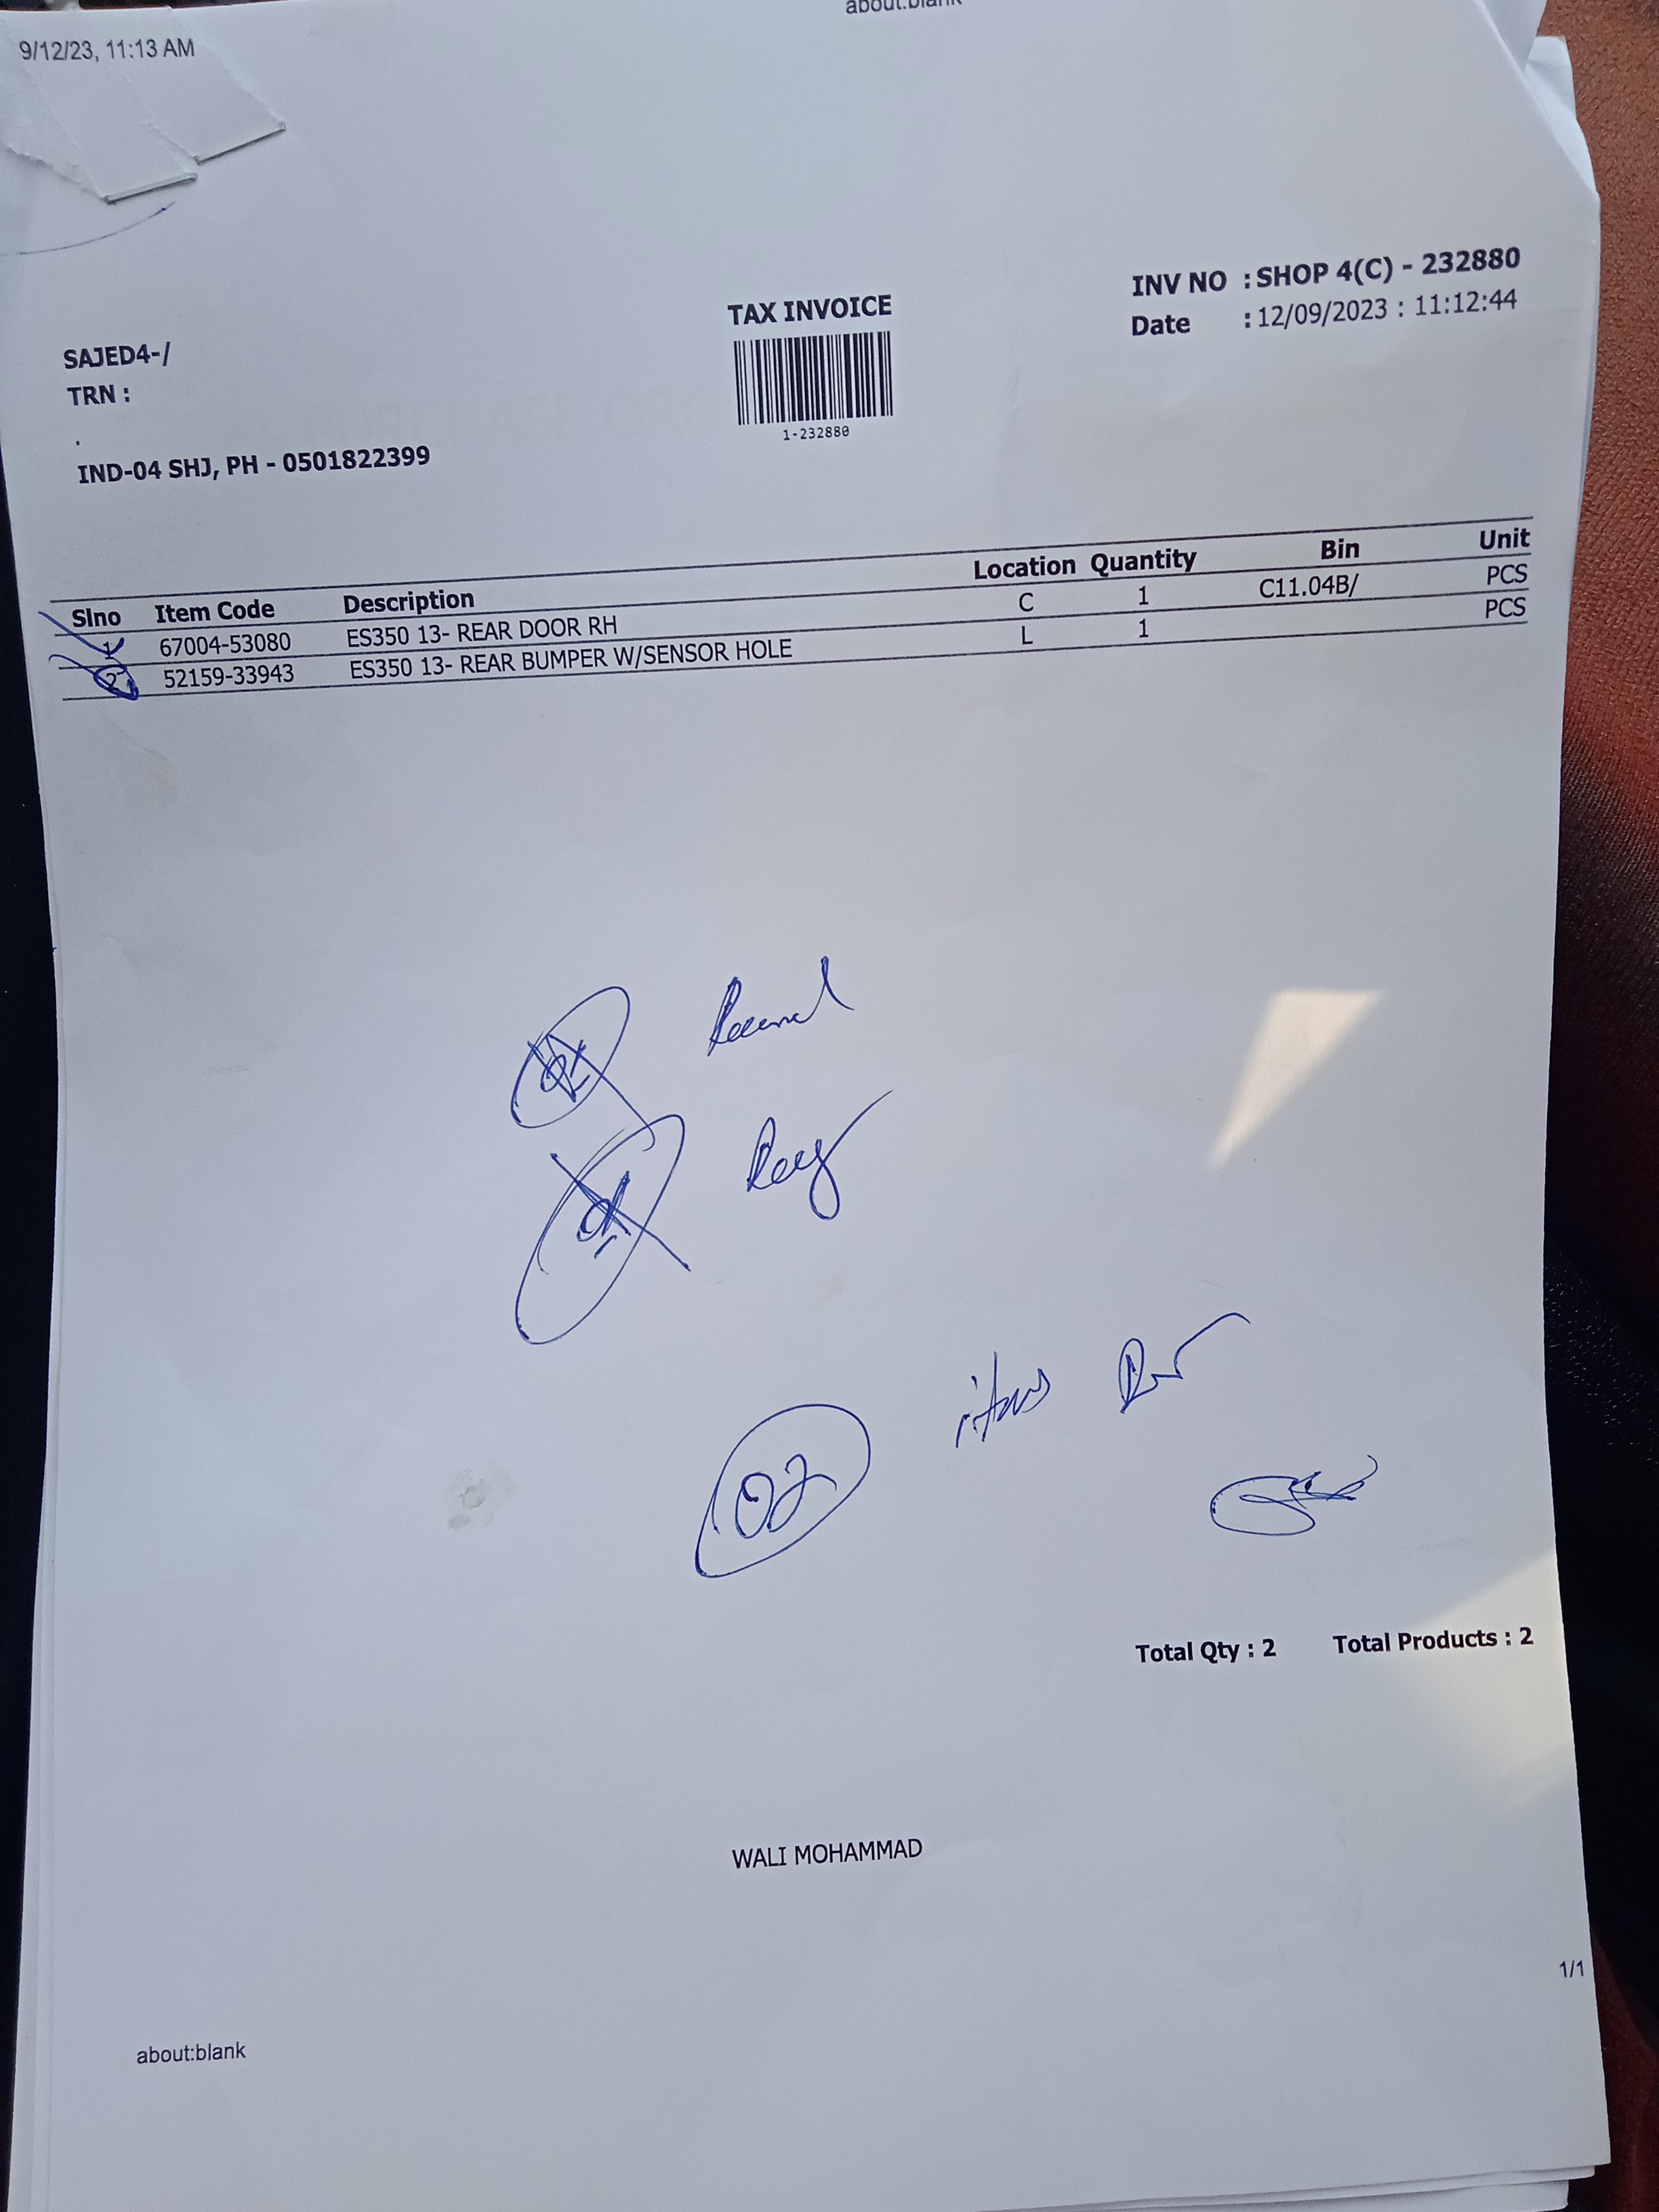 about:blank
9/12/23, 11:13 AM
INV NO : SHOP 4(C) - 232880
Date : 12/09/2023 : 11:12:44
TAX INVOICE
1-232880
SAJED4-/
TRN :
.
IND-04 SHJ, PH - 0501822399
Slno Item Code Description Location Quantity Bin Unit
1 67004-53080 ES350 13- REAR DOOR RH C 1 C11.04B/ PCS
2 52159-33943 ES350 13- REAR BUMPER W/SENSOR HOLE L 1 PCS
02
Total Qty : 2 Total Products : 2
WALI MOHAMMAD
1/1
about:blank